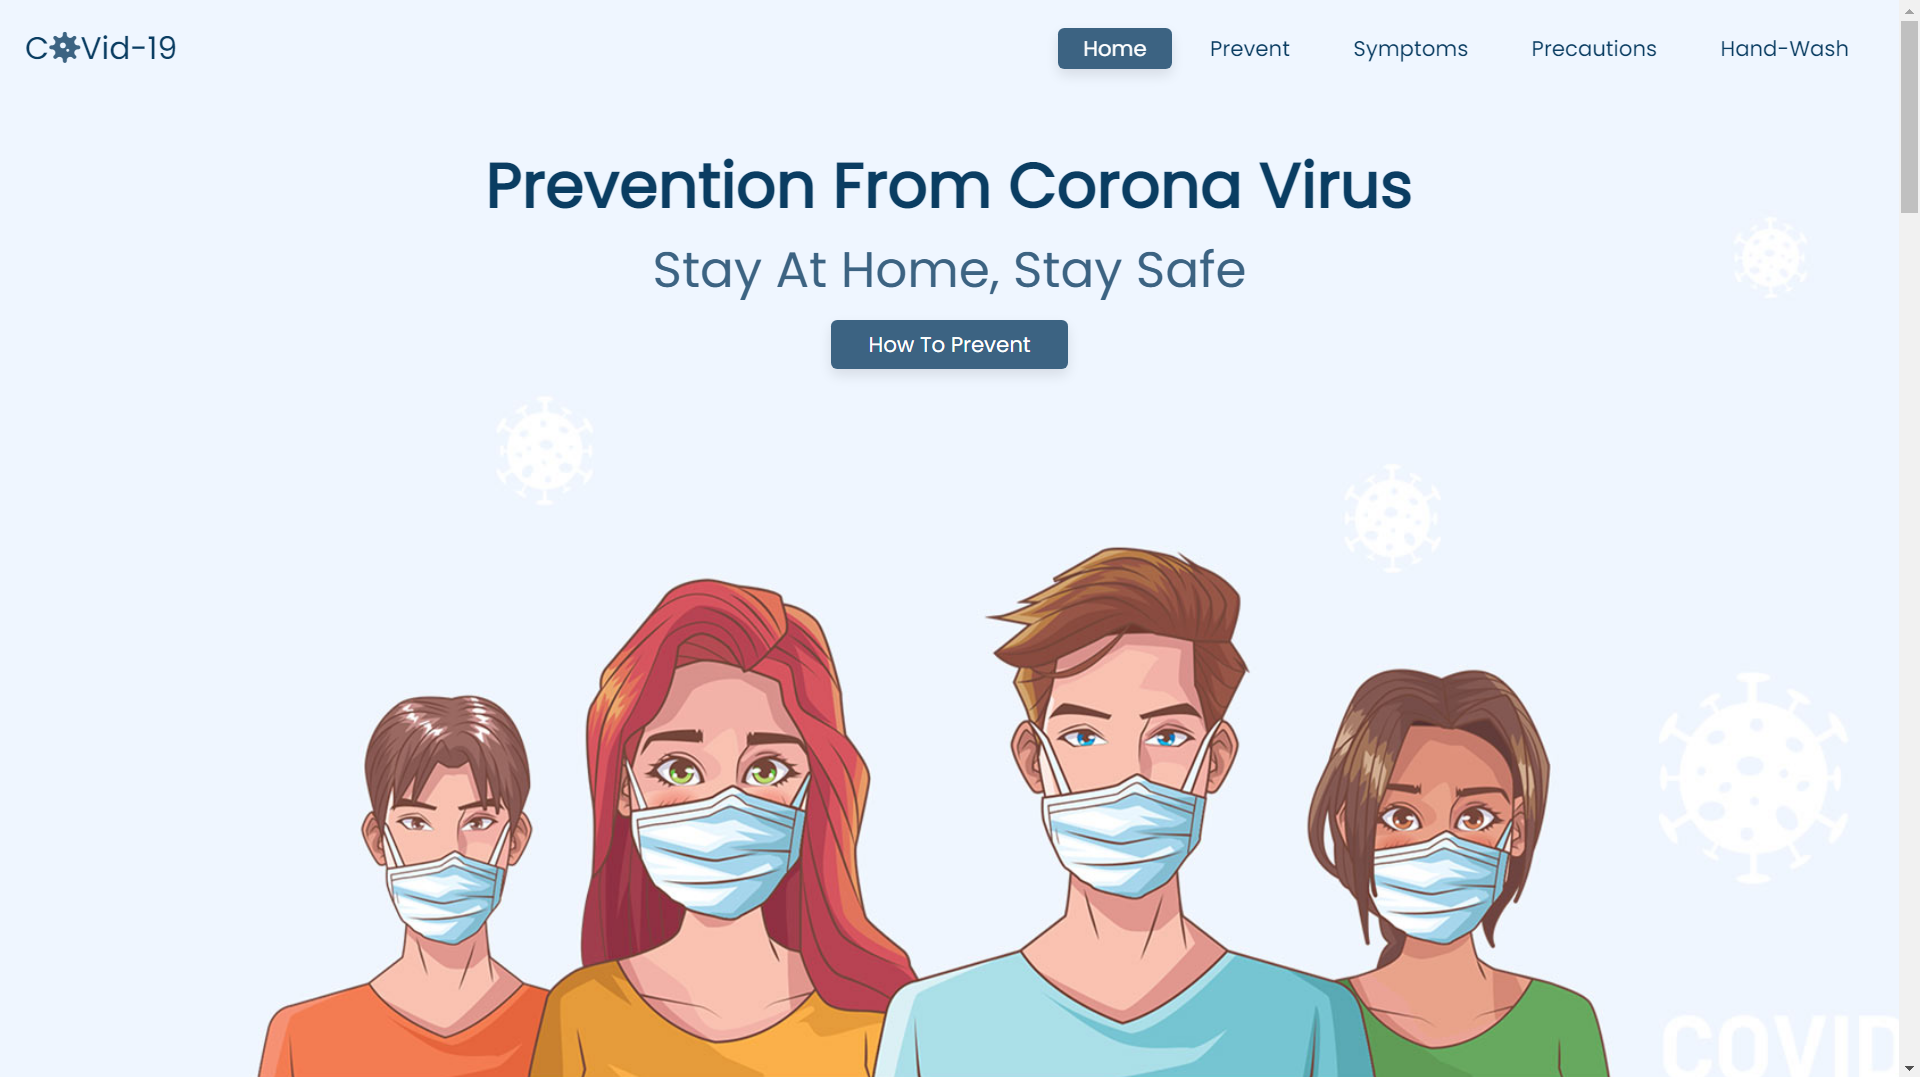 COVid-19
Home Prevent Symptoms Precautions Hand-Wash
Prevention From Corona Virus
Stay At Home, Stay Safe
How To Prevent
COVID